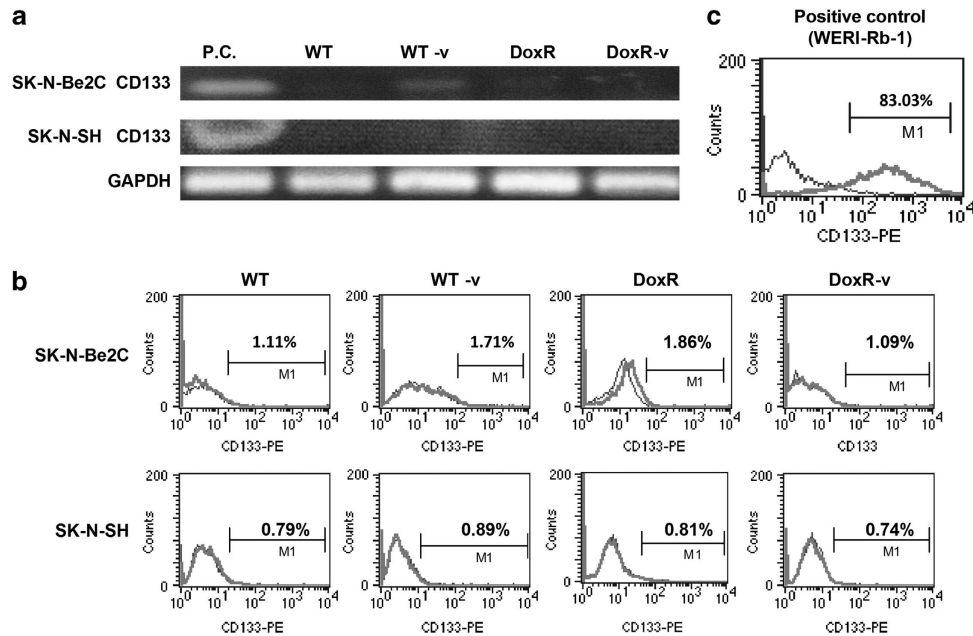 a
P.C. WT WT -v DoxR DoxR-v
SK-N-Be2C CD133
SK-N-SH CD133
GAPDH
c
Positive control
(WERI-Rb-1)
200
Counts
0
83.03%
M1
10^0 10^1 10^2 10^3 10^4
CD133-PE
b
WT WT -v DoxR DoxR-v
SK-N-Be2C
200
Counts
0
1.11%
M1
10^0 10^1 10^2 10^3 10^4
CD133-PE
200
Counts
0
1.71%
M1
10^0 10^1 10^2 10^3 10^4
CD133-PE
200
Counts
0
1.86%
M1
10^0 10^1 10^2 10^3 10^4
CD133-PE
200
Counts
0
1.09%
M1
10^0 10^1 10^2 10^3 10^4
CD133
SK-N-SH
200
Counts
0
0.79%
M1
10^0 10^1 10^2 10^3 10^4
CD133-PE
200
Counts
0
0.89%
M1
10^0 10^1 10^2 10^3 10^4
CD133-PE
200
Counts
0
0.81%
M1
10^0 10^1 10^2 10^3 10^4
CD133-PE
200
Counts
0
0.74%
M1
10^0 10^1 10^2 10^3 10^4
CD133-PE